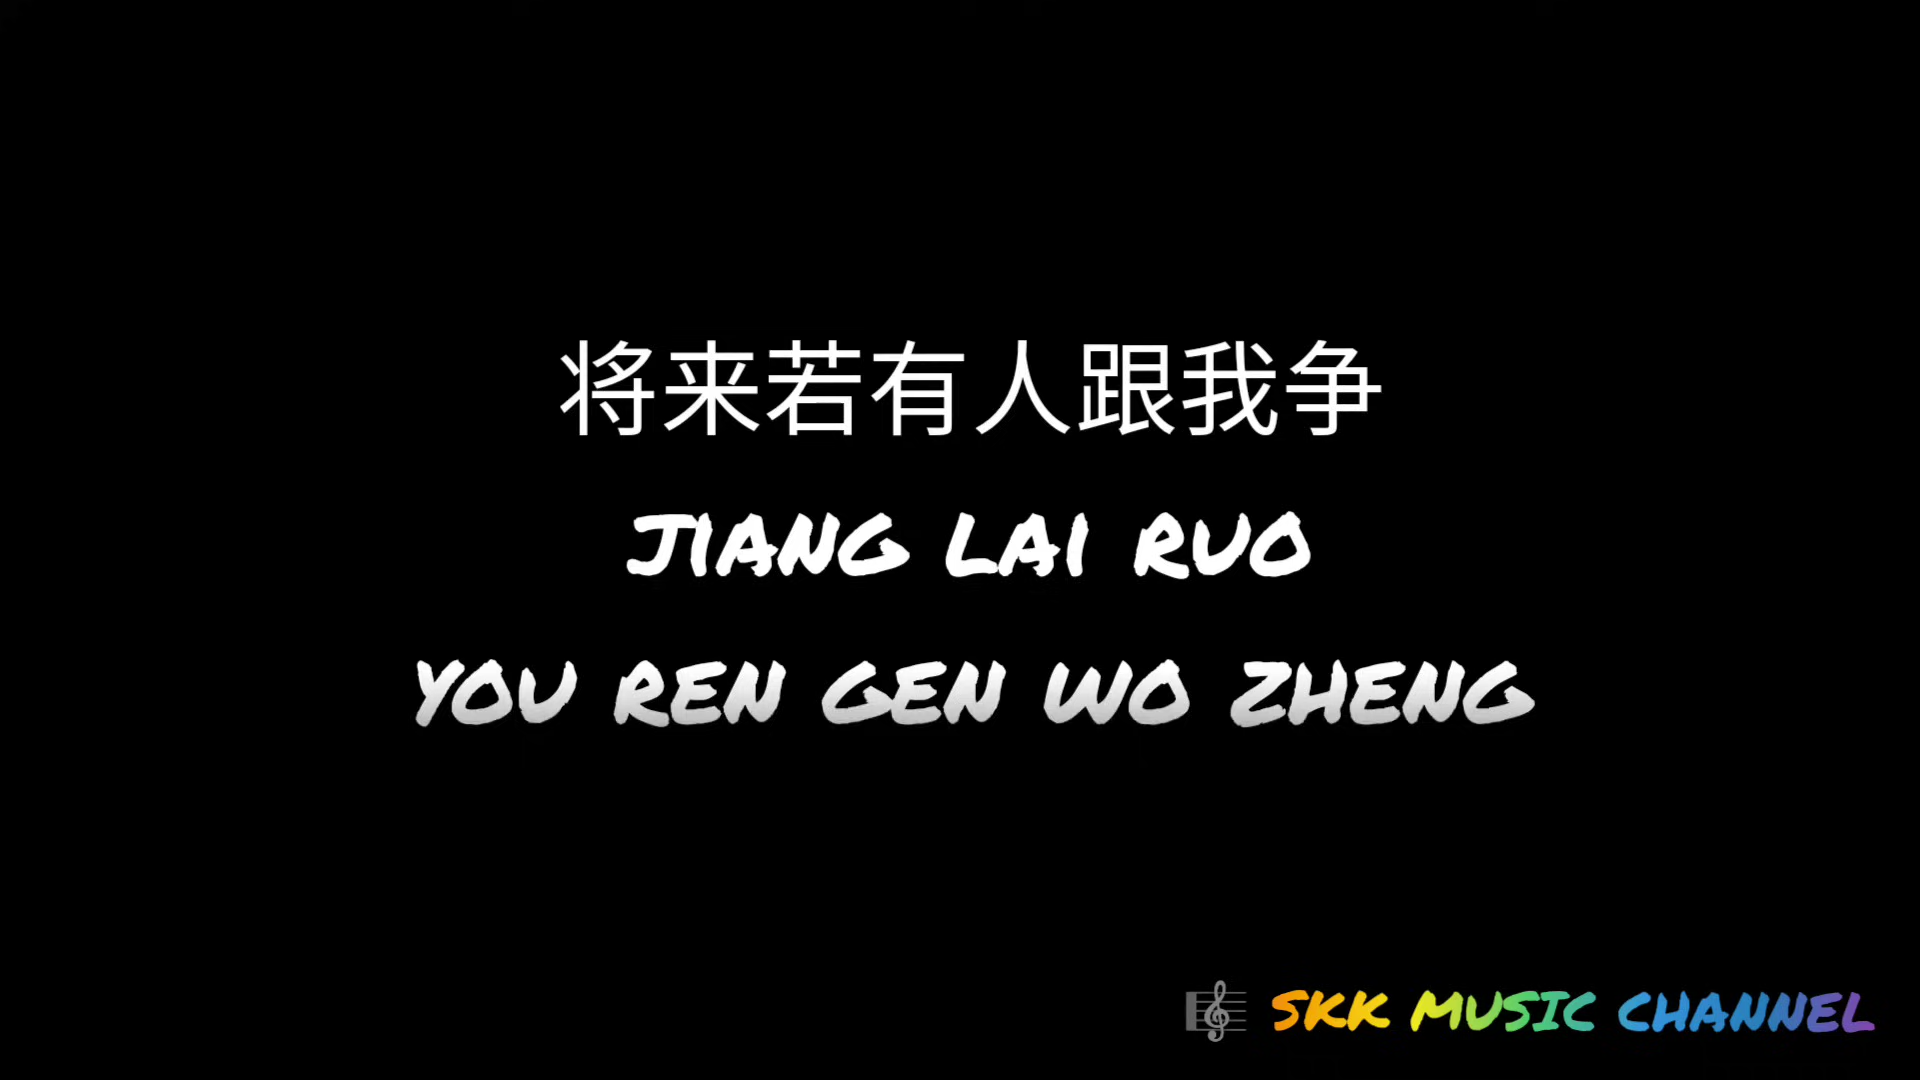 将来若有人跟我争
JIANG LAI RUO
YOU REN GEN WO ZHENG
SKK MUSIC CHANNEL